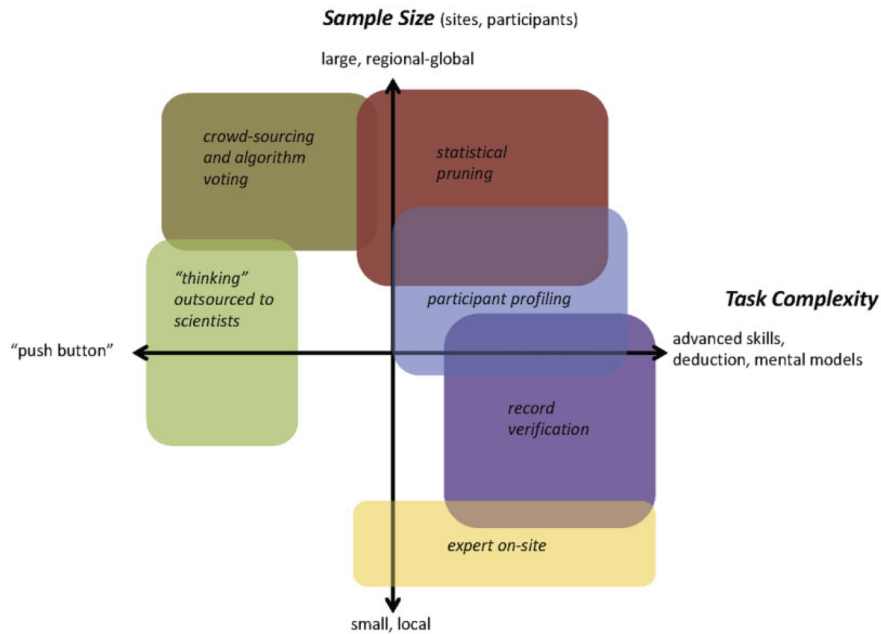 Sample Size (sites, participants)
large, regional-global
crowd-sourcing
and algorithm
voting
statistical
pruning
"thinking"
outsourced to
scientists
participant profiling
Task Complexity
"push button"
advanced skills,
deduction, mental models
record
verification
expert on-site
small, local